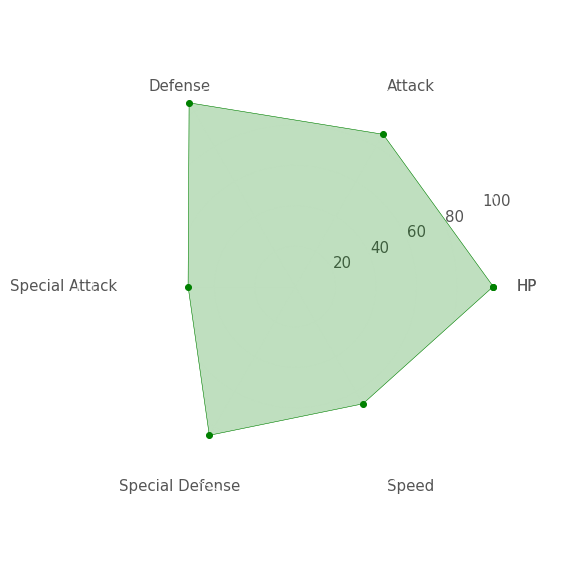 Defense
Attack
100
80
60
40
20
Special Attack
HP
Special Defense
Speed